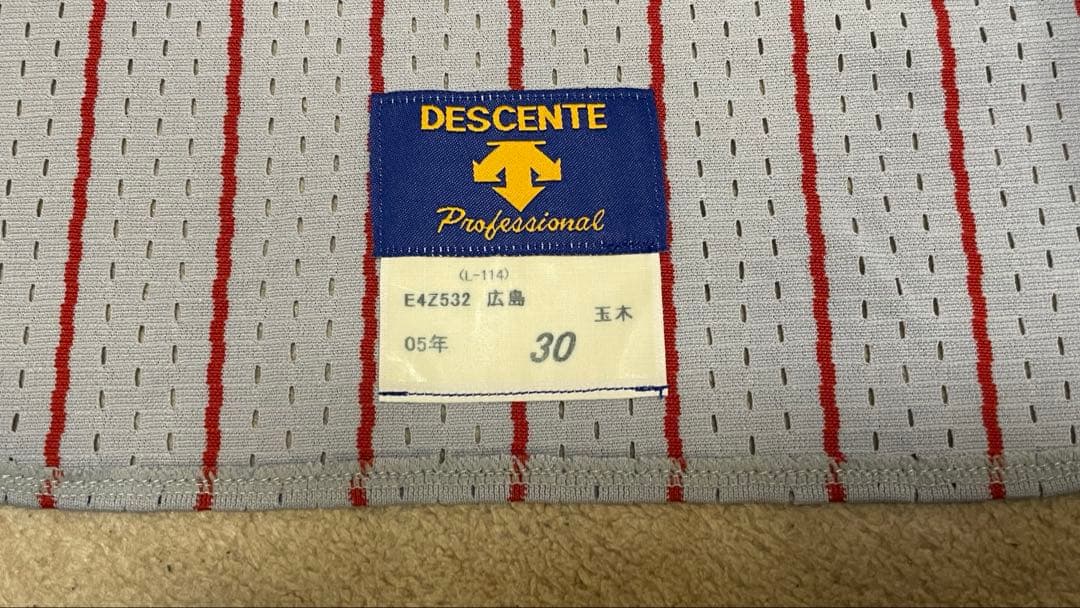 DESCENTE
Professional
(L-114)
E4Z532 広島
玉木
05年 30